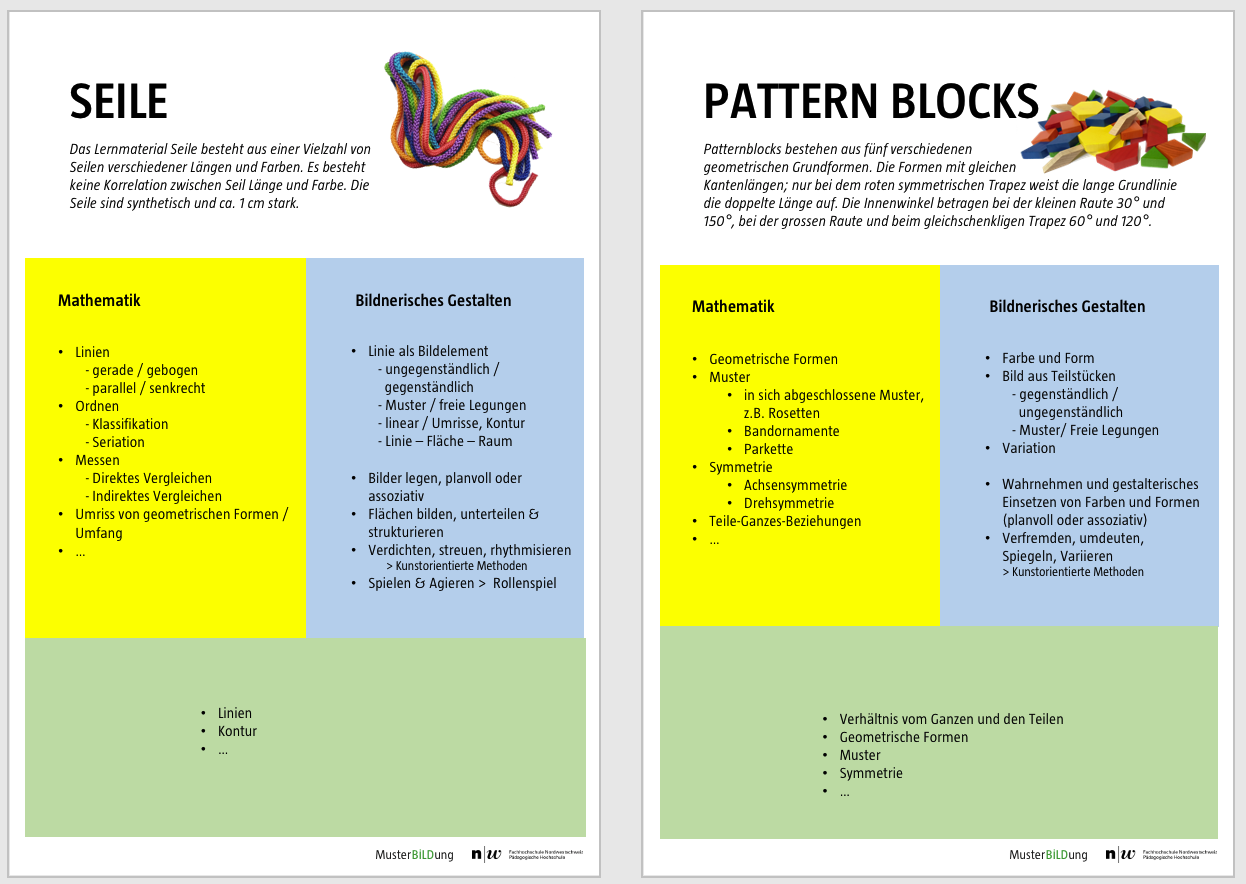 SEILE
Das Lernmaterial Seile besteht aus einer Vielzahl von
Seilen verschiedener Längen und Farben. Es besteht
keine Korrelation zwischen Seil Länge und Farbe. Die
Seile sind synthetisch und ca. 1 cm stark.
Mathematik
• Linien
- gerade / gebogen
- parallel / senkrecht
• Ordnen
- Klassifikation
- Seriation
• Messen
- Direktes Vergleichen
- Indirektes Vergleichen
• Umriss von geometrischen Formen /
Umfang
• ...
Bildnerisches Gestalten
• Linie als Bildelement
- ungegenständlich /
gegenständlich
- Muster / freie Legungen
- linear / Umrisse, Kontur
- Linie – Fläche – Raum
• Bilder legen, planvoll oder
assoziativ
• Flächen bilden, unterteilen &
strukturieren
• Verdichten, streuen, rhythmisieren
> Kunstorientierte Methoden
• Spielen & Agieren > Rollenspiel
• Linien
• Kontur
• ...
MusterBiLDung
n|w Fachhochschule Nordwestschweiz
Pädagogische Hochschule
PATTERN BLOCKS
Patternblocks bestehen aus fünf verschiedenen
geometrischen Grundformen. Die Formen mit gleichen
Kantenlängen; nur bei dem roten symmetrischen Trapez weist die lange Grundlinie
die doppelte Länge auf. Die Innenwinkel betragen bei der kleinen Raute 30° und
150°, bei der grossen Raute und beim gleichschenkligen Trapez 60° und 120°.
Mathematik
• Geometrische Formen
• Muster
• in sich abgeschlossene Muster,
z.B. Rosetten
• Bandornamente
• Parkette
• Symmetrie
• Achsensymmetrie
• Drehsymmetrie
• Teile-Ganzes-Beziehungen
• ...
Bildnerisches Gestalten
• Farbe und Form
• Bild aus Teilstücken
- gegenständlich /
ungegenständlich
- Muster/ Freie Legungen
• Variation
• Wahrnehmen und gestalterisches
Einsetzen von Farben und Formen
(planvoll oder assoziativ)
• Verfremden, umdeuten,
Spiegeln, Variieren
> Kunstorientierte Methoden
• Verhältnis vom Ganzen und den Teilen
• Geometrische Formen
• Muster
• Symmetrie
• ...
MusterBiLDung
n|w Fachhochschule Nordwestschweiz
Pädagogische Hochschule